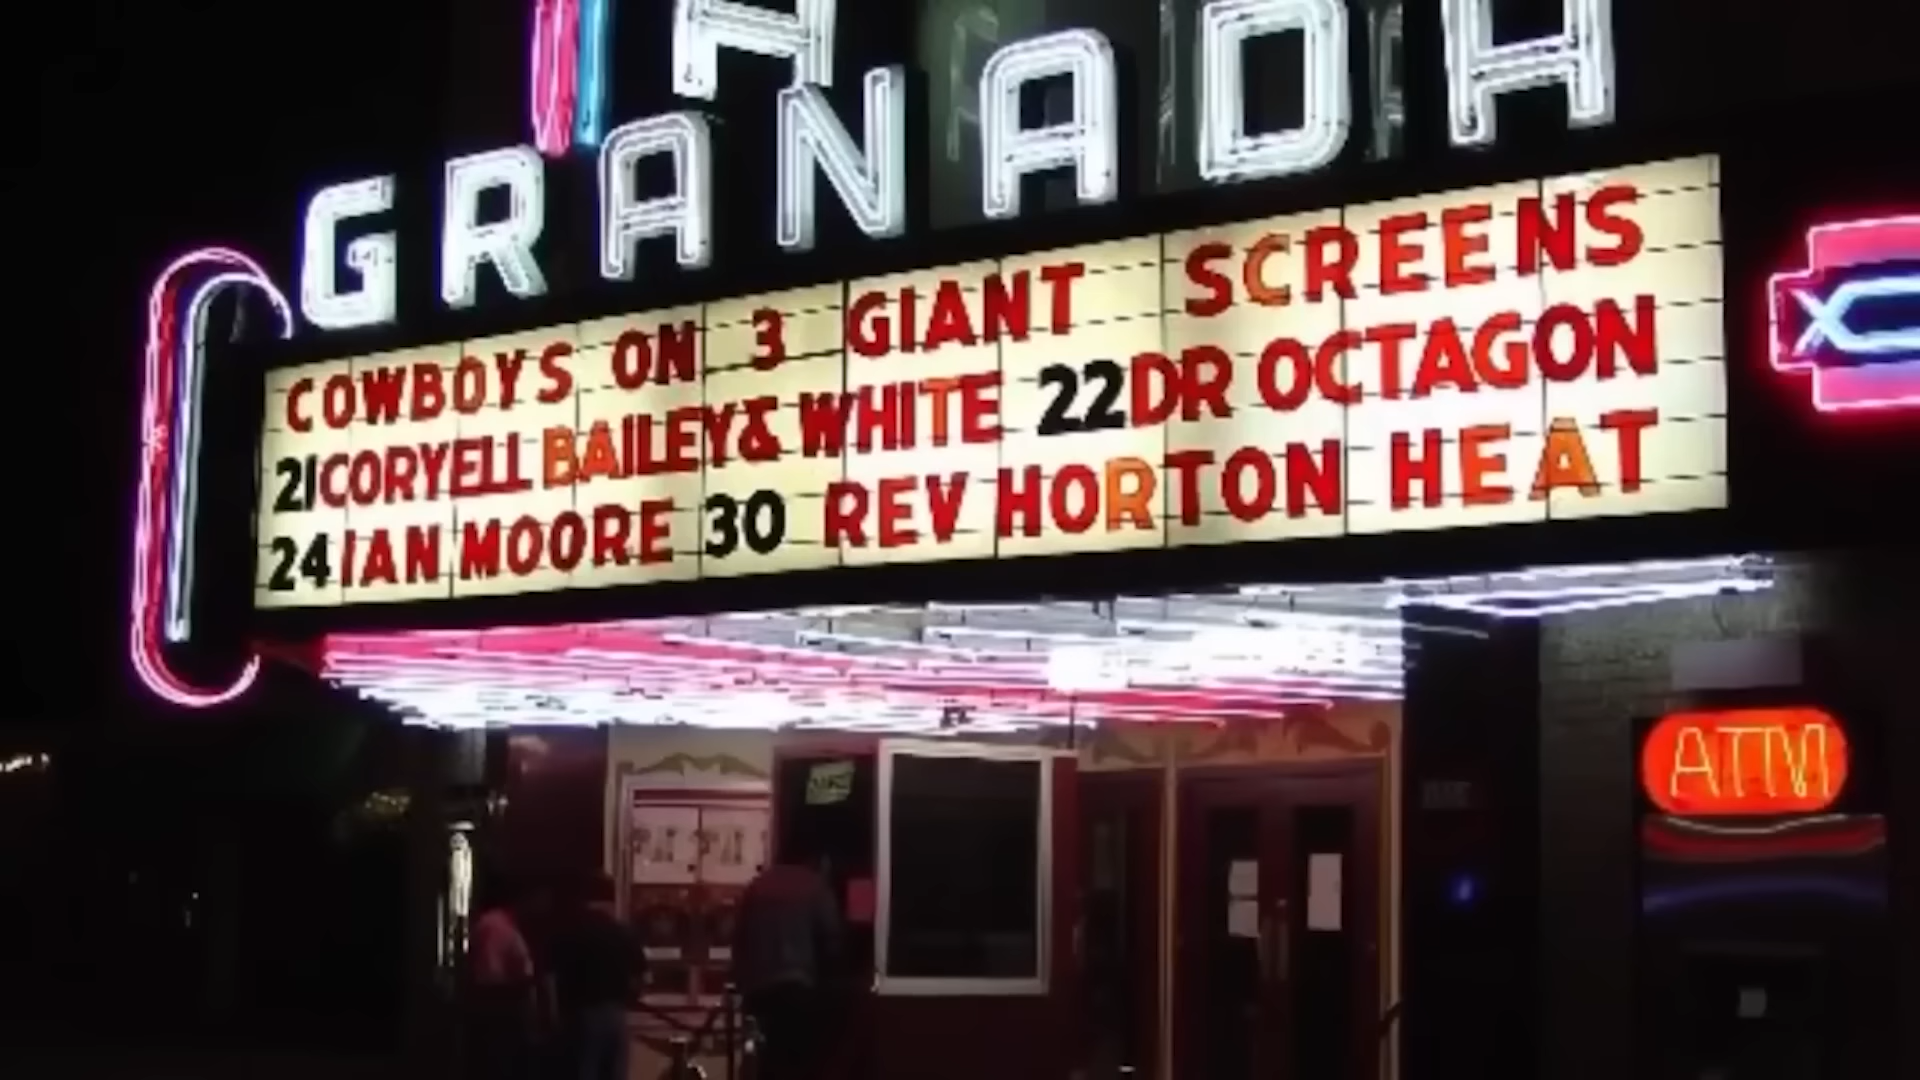 GRANADA
COWBOYS ON 3 GIANT SCREENS
21 CORYELL BAILEY & WHITE 22 DR OCTAGON
24 IAN MOORE 30 REV HORTON HEAT
ATM